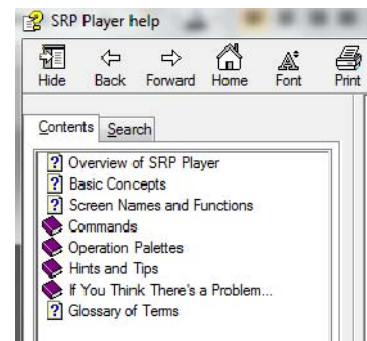 SRP Player help
Hide Back Forward Home Font Print
Contents Search
Overview of SRP Player
Basic Concepts
Screen Names and Functions
Commands
Operation Palettes
Hints and Tips
If You Think There's a Problem...
Glossary of Terms